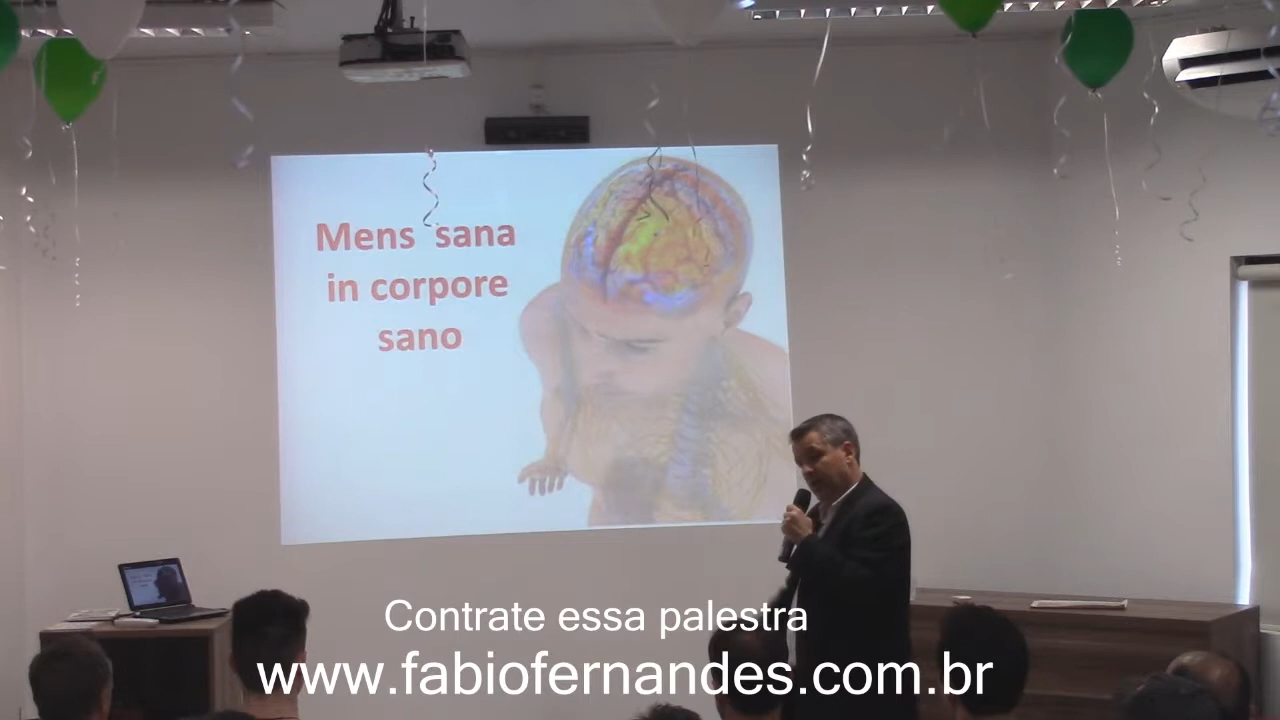 Mens sana
in corpore
sano
Contrate essa palestra
www.fabiofernandes.com.br